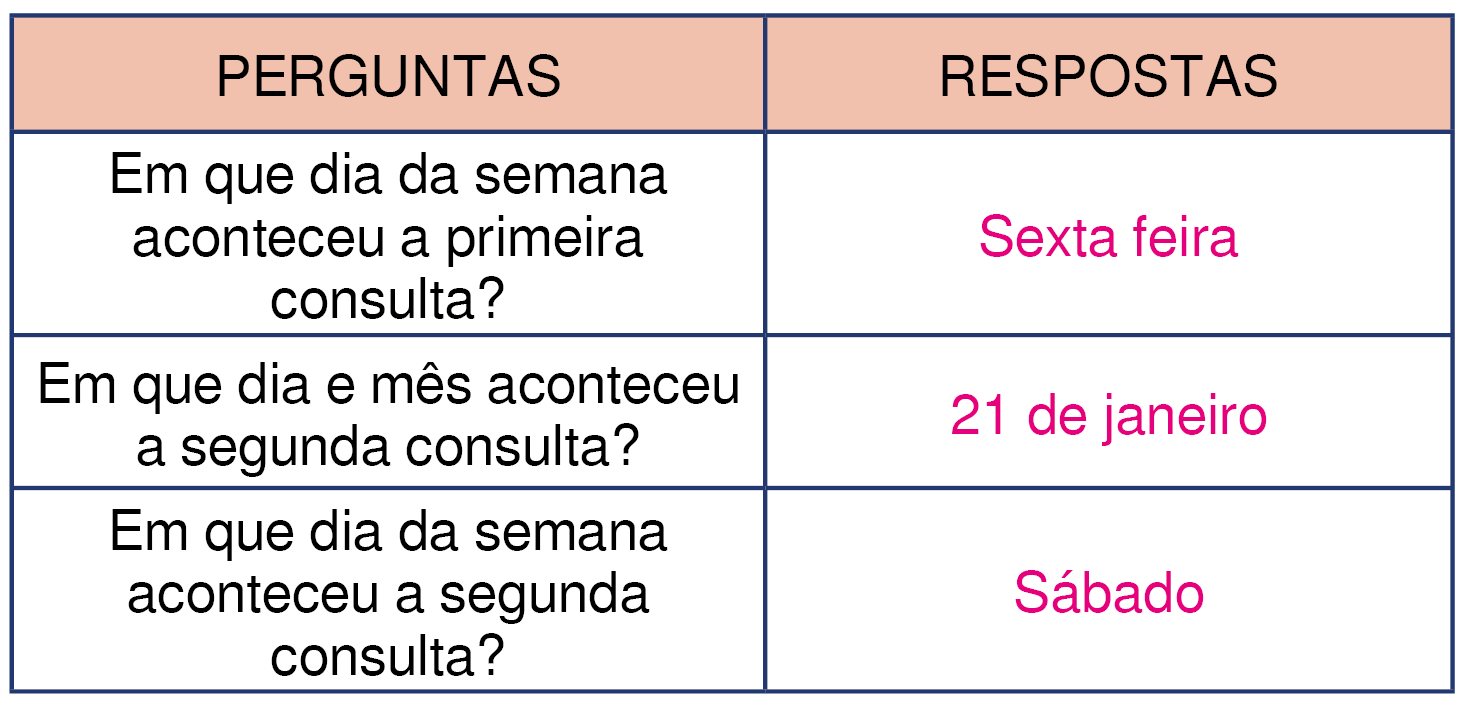 PERGUNTAS
RESPOSTAS
Em que dia da semana
aconteceu a primeira
consulta?
Sexta feira
Em que dia e mês aconteceu
a segunda consulta?
21 de janeiro
Em que dia da semana
aconteceu a segunda
consulta?
Sábado